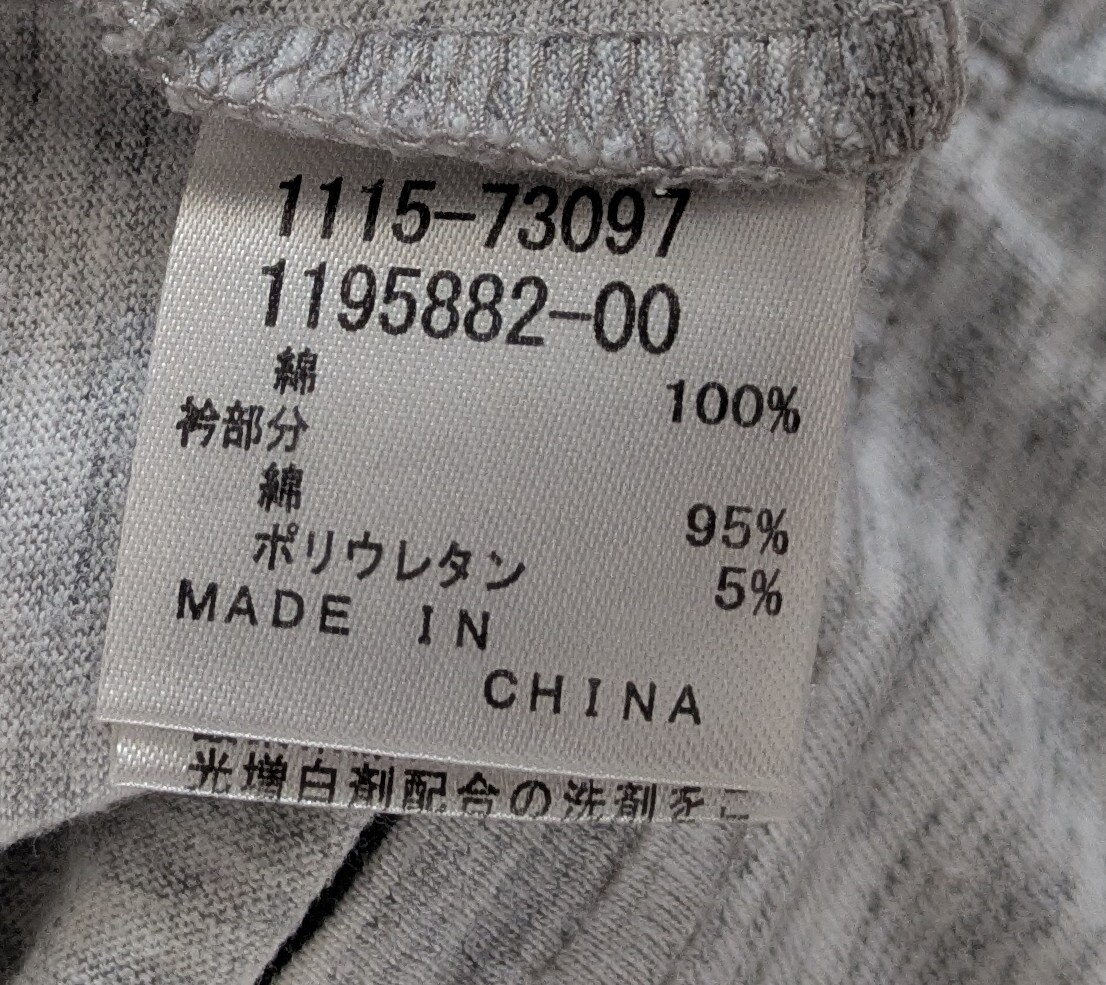 1115-73097
1195882-00
綿 100%
衿部分
綿 95%
ポリウレタン 5%
MADE IN
CHINA
光増白剤配合の洗剤を